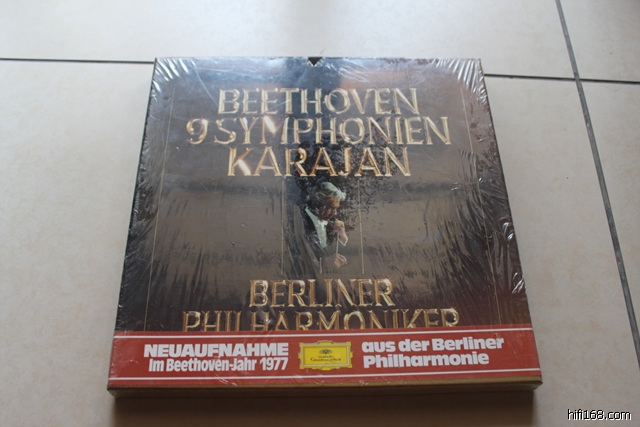 BEETHOVEN
9 SYMPHONIEN
KARAJAN
BERLINER
PHILHARMONIKER
NEUAUFNAHME
Im Beethoven-Jahr 1977
aus der Berliner
Philharmonie
hifi168.com